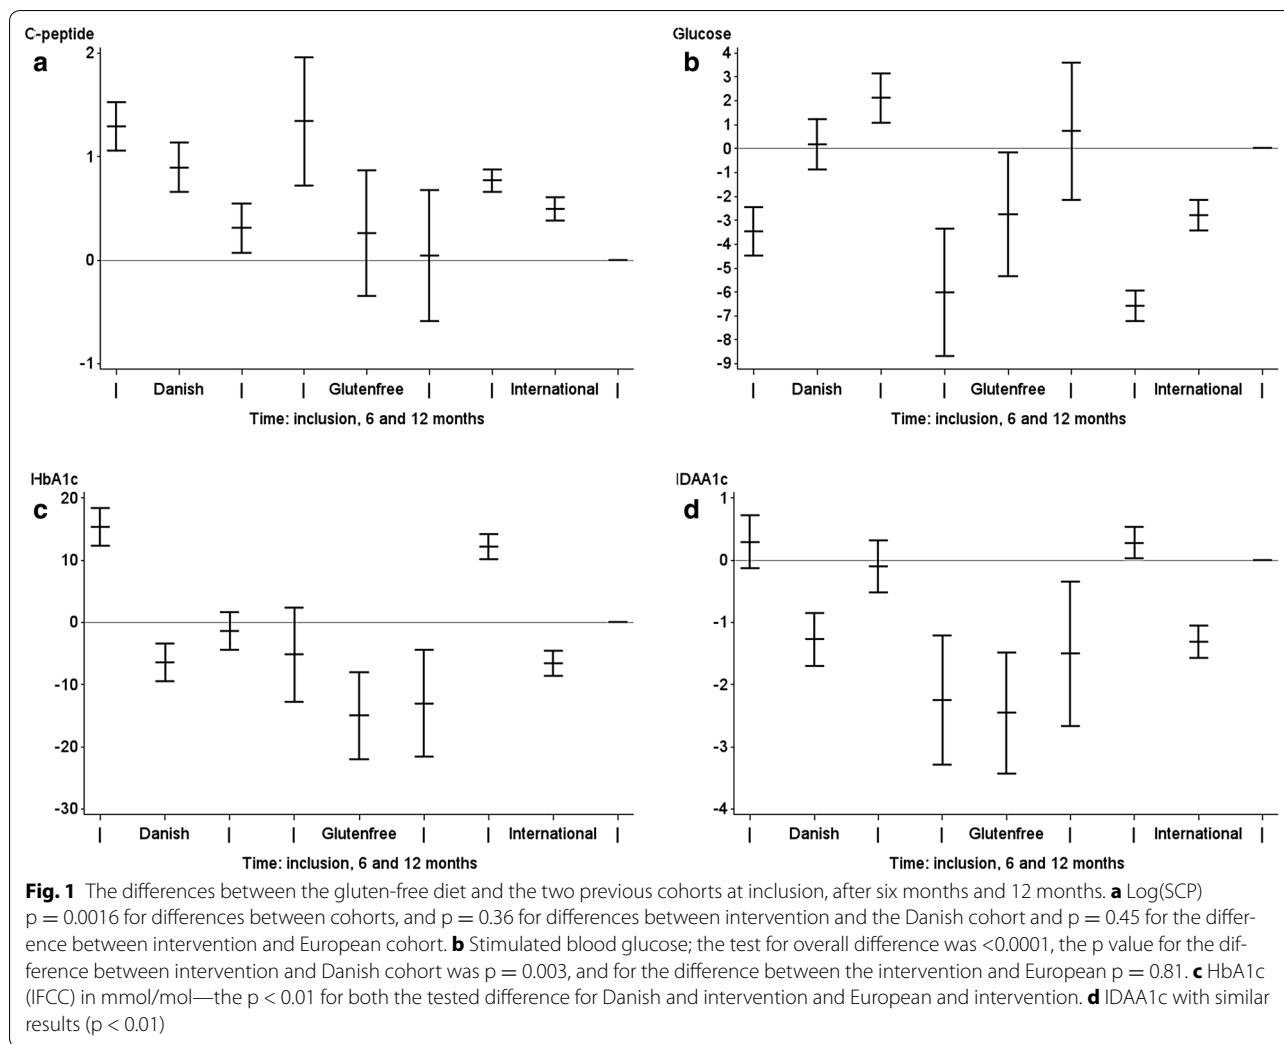 C-peptide
a
2
1
0
-1
| Danish | | Glutenfree | | International |
Time: inclusion, 6 and 12 months
Glucose
b
4
3
2
1
0
-1
-2
-3
-4
-5
-6
-7
-8
-9
| Danish | | Glutenfree | | International |
Time: inclusion, 6 and 12 months
HbA1c
c
20
10
0
-10
-20
-30
| Danish | | Glutenfree | | International |
Time: inclusion, 6 and 12 months
IDAA1c
d
1
0
-1
-2
-3
-4
| Danish | | Glutenfree | | International |
Time: inclusion, 6 and 12 months
Fig. 1 The differences between the gluten-free diet and the two previous cohorts at inclusion, after six months and 12 months. a Log(SCP)
p = 0.0016 for differences between cohorts, and p = 0.36 for differences between intervention and the Danish cohort and p = 0.45 for the differ-
ence between intervention and European cohort. b Stimulated blood glucose; the test for overall difference was <0.0001, the p value for the dif-
ference between intervention and Danish cohort was p = 0.003, and for the difference between the intervention and European p = 0.81. c HbA1c
(IFCC) in mmol/mol—the p < 0.01 for both the tested difference for Danish and intervention and European and intervention. d IDAA1c with similar
results (p < 0.01)